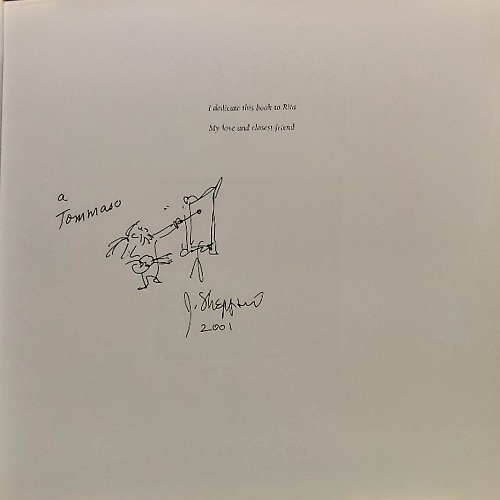 I dedicate this book to Rita
My love and closest friend
a
Tommaso
J. Sheppard
2001